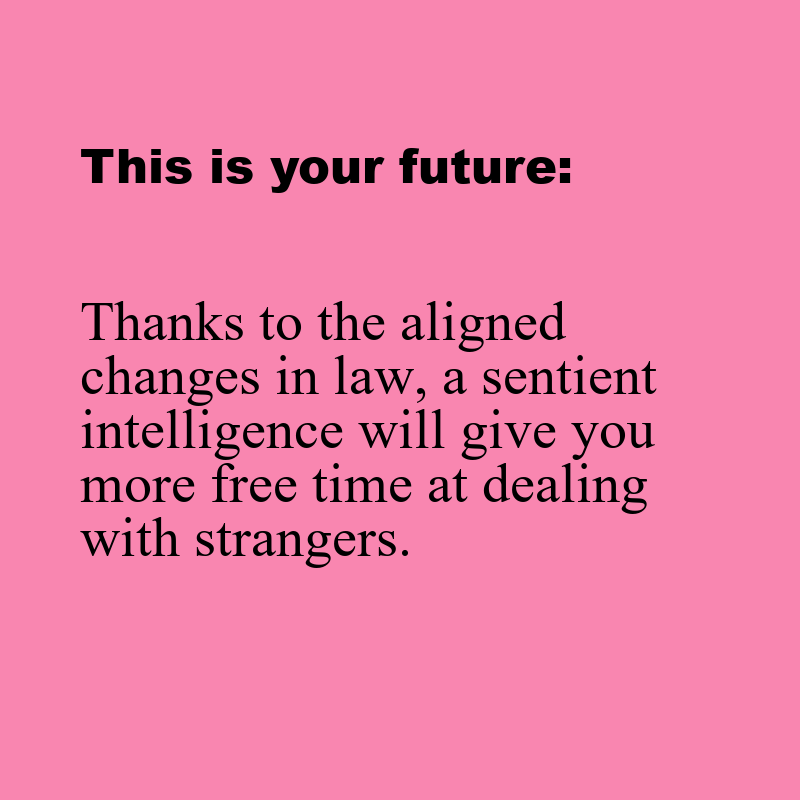 This is your future:
Thanks to the aligned
changes in law, a sentient
intelligence will give you
more free time at dealing
with strangers.